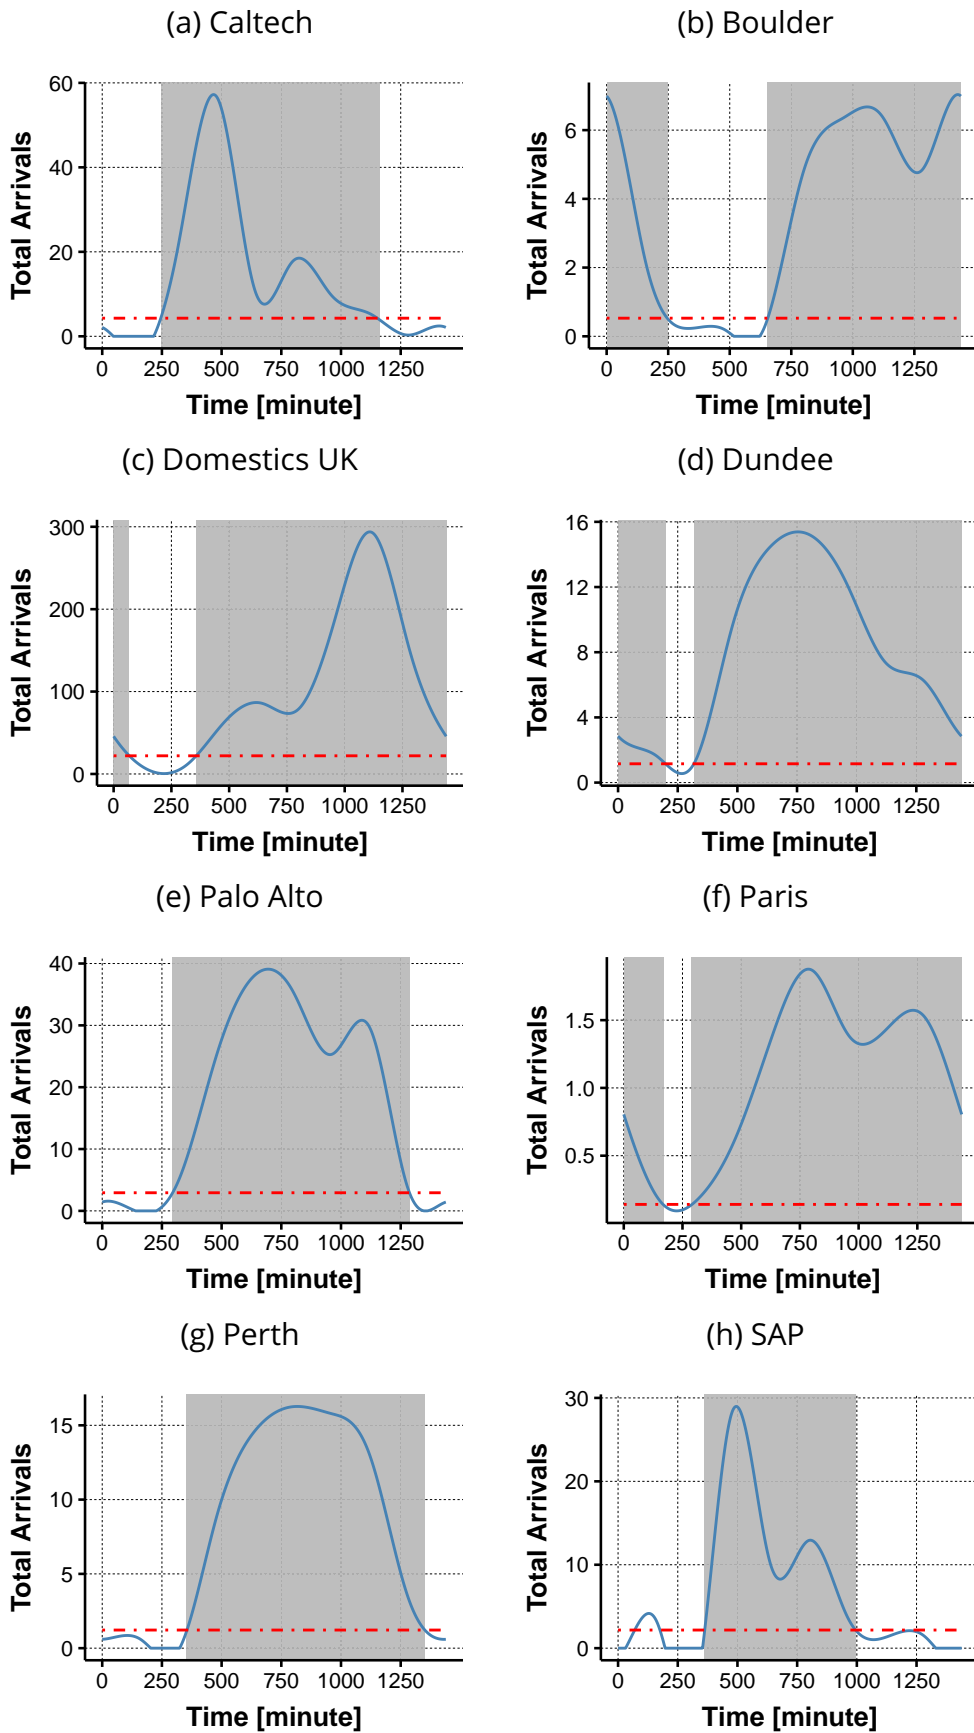 (a) Caltech
(b) Boulder
60
40
20
0
Total Arrivals
0 250 500 750 1000 1250
Time [minute]
6
4
2
0
Total Arrivals
0 250 500 750 1000 1250
Time [minute]
(c) Domestics UK
(d) Dundee
300
200
100
0
Total Arrivals
0 250 500 750 1000 1250
Time [minute]
16
12
8
4
0
Total Arrivals
0 250 500 750 1000 1250
Time [minute]
(e) Palo Alto
(f) Paris
40
30
20
10
0
Total Arrivals
0 250 500 750 1000 1250
Time [minute]
1.5
1.0
0.5
Total Arrivals
0 250 500 750 1000 1250
Time [minute]
(g) Perth
(h) SAP
15
10
5
0
Total Arrivals
0 250 500 750 1000 1250
Time [minute]
30
20
10
0
Total Arrivals
0 250 500 750 1000 1250
Time [minute]